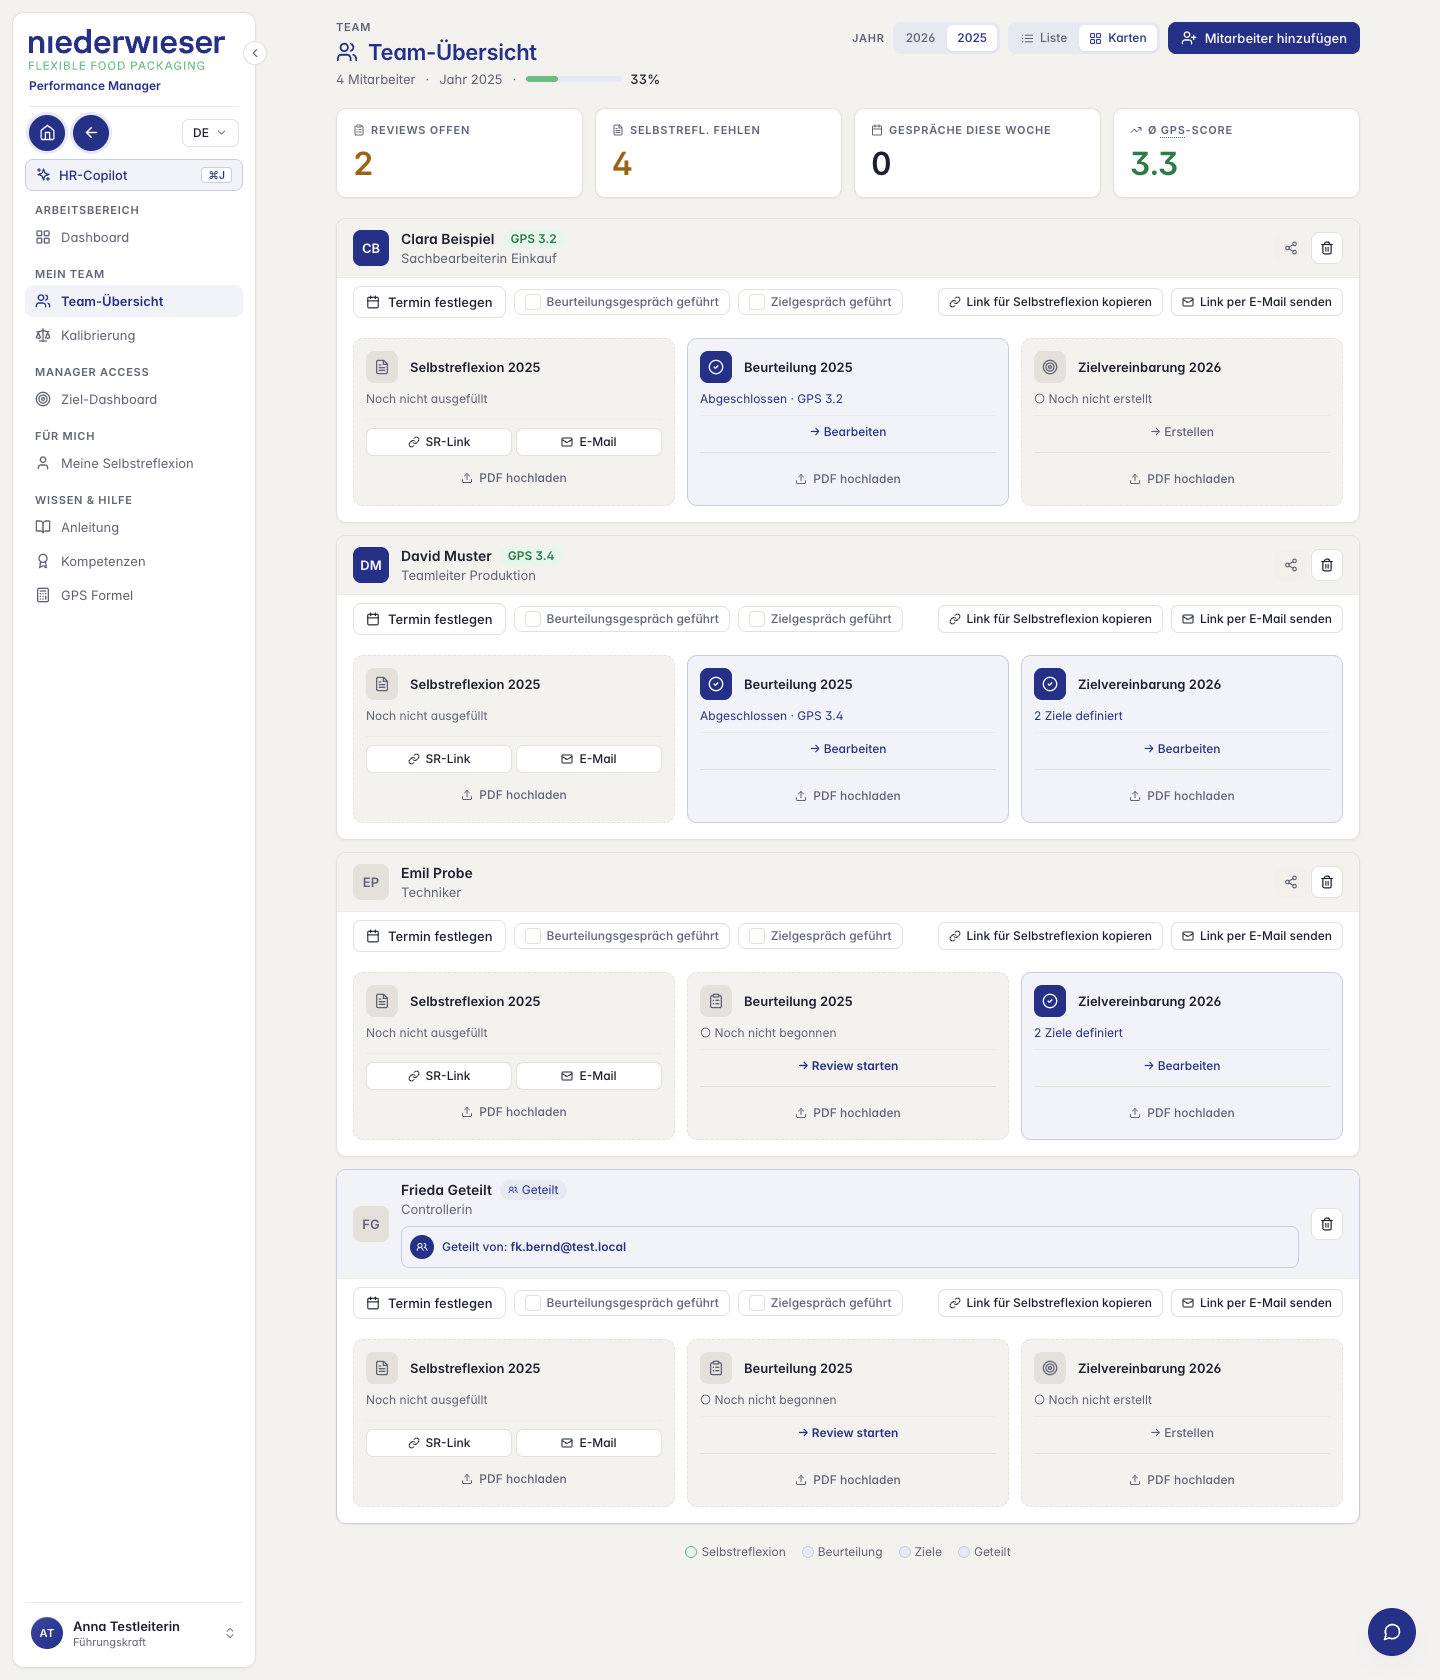 niederwieser
FLEXIBLE FOOD PACKAGING
Performance Manager
DE
HR-Copilot
⌘J
ARBEITSBEREICH
Dashboard
MEIN TEAM
Team-Übersicht
Kalibrierung
MANAGER ACCESS
Ziel-Dashboard
FÜR MICH
Meine Selbstreflexion
WISSEN & HILFE
Anleitung
Kompetenzen
GPS Formel
AT
Anna Testleiterin
Führungskraft
TEAM
Team-Übersicht
4 Mitarbeiter · Jahr 2025 · 33%
JAHR 2026 2025 Liste Karten Mitarbeiter hinzufügen
REVIEWS OFFEN
2
SELBSTREFL. FEHLEN
4
GESPRÄCHE DIESE WOCHE
0
Ø GPS-SCORE
3.3
CB
Clara Beispiel GPS 3.2
Sachbearbeiterin Einkauf
Termin festlegen Beurteilungsgespräch geführt Zielgespräch geführt Link für Selbstreflexion kopieren Link per E-Mail senden
Selbstreflexion 2025
Noch nicht ausgefüllt
SR-Link E-Mail
PDF hochladen
Beurteilung 2025
Abgeschlossen · GPS 3.2
→ Bearbeiten
PDF hochladen
Zielvereinbarung 2026
Noch nicht erstellt
→ Erstellen
PDF hochladen
DM
David Muster GPS 3.4
Teamleiter Produktion
Termin festlegen Beurteilungsgespräch geführt Zielgespräch geführt Link für Selbstreflexion kopieren Link per E-Mail senden
Selbstreflexion 2025
Noch nicht ausgefüllt
SR-Link E-Mail
PDF hochladen
Beurteilung 2025
Abgeschlossen · GPS 3.4
→ Bearbeiten
PDF hochladen
Zielvereinbarung 2026
2 Ziele definiert
→ Bearbeiten
PDF hochladen
EP
Emil Probe
Techniker
Termin festlegen Beurteilungsgespräch geführt Zielgespräch geführt Link für Selbstreflexion kopieren Link per E-Mail senden
Selbstreflexion 2025
Noch nicht ausgefüllt
SR-Link E-Mail
PDF hochladen
Beurteilung 2025
Noch nicht begonnen
→ Review starten
PDF hochladen
Zielvereinbarung 2026
2 Ziele definiert
→ Bearbeiten
PDF hochladen
FG
Frieda Geteilt Geteilt
Controllerin
Geteilt von: fk.bernd@test.local
Termin festlegen Beurteilungsgespräch geführt Zielgespräch geführt Link für Selbstreflexion kopieren Link per E-Mail senden
Selbstreflexion 2025
Noch nicht ausgefüllt
SR-Link E-Mail
PDF hochladen
Beurteilung 2025
Noch nicht begonnen
→ Review starten
PDF hochladen
Zielvereinbarung 2026
Noch nicht erstellt
→ Erstellen
PDF hochladen
Selbstreflexion Beurteilung Ziele Geteilt